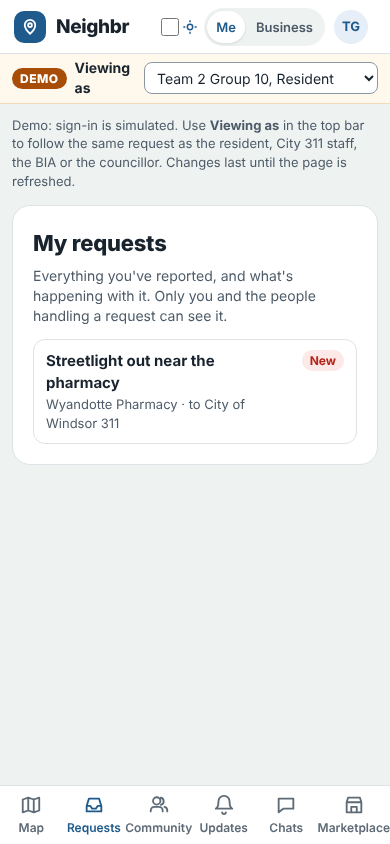 Neighbr
Me
Business
TG
DEMO
Viewing as
Team 2 Group 10, Resident
Demo: sign-in is simulated. Use Viewing as in the top bar
to follow the same request as the resident, City 311 staff,
the BIA or the councillor. Changes last until the page is
refreshed.
My requests
Everything you've reported, and what's
happening with it. Only you and the people
handling a request can see it.
Streetlight out near the
pharmacy
New
Wyandotte Pharmacy · to City of
Windsor 311
Map
Requests
Community
Updates
Chats
Marketplace